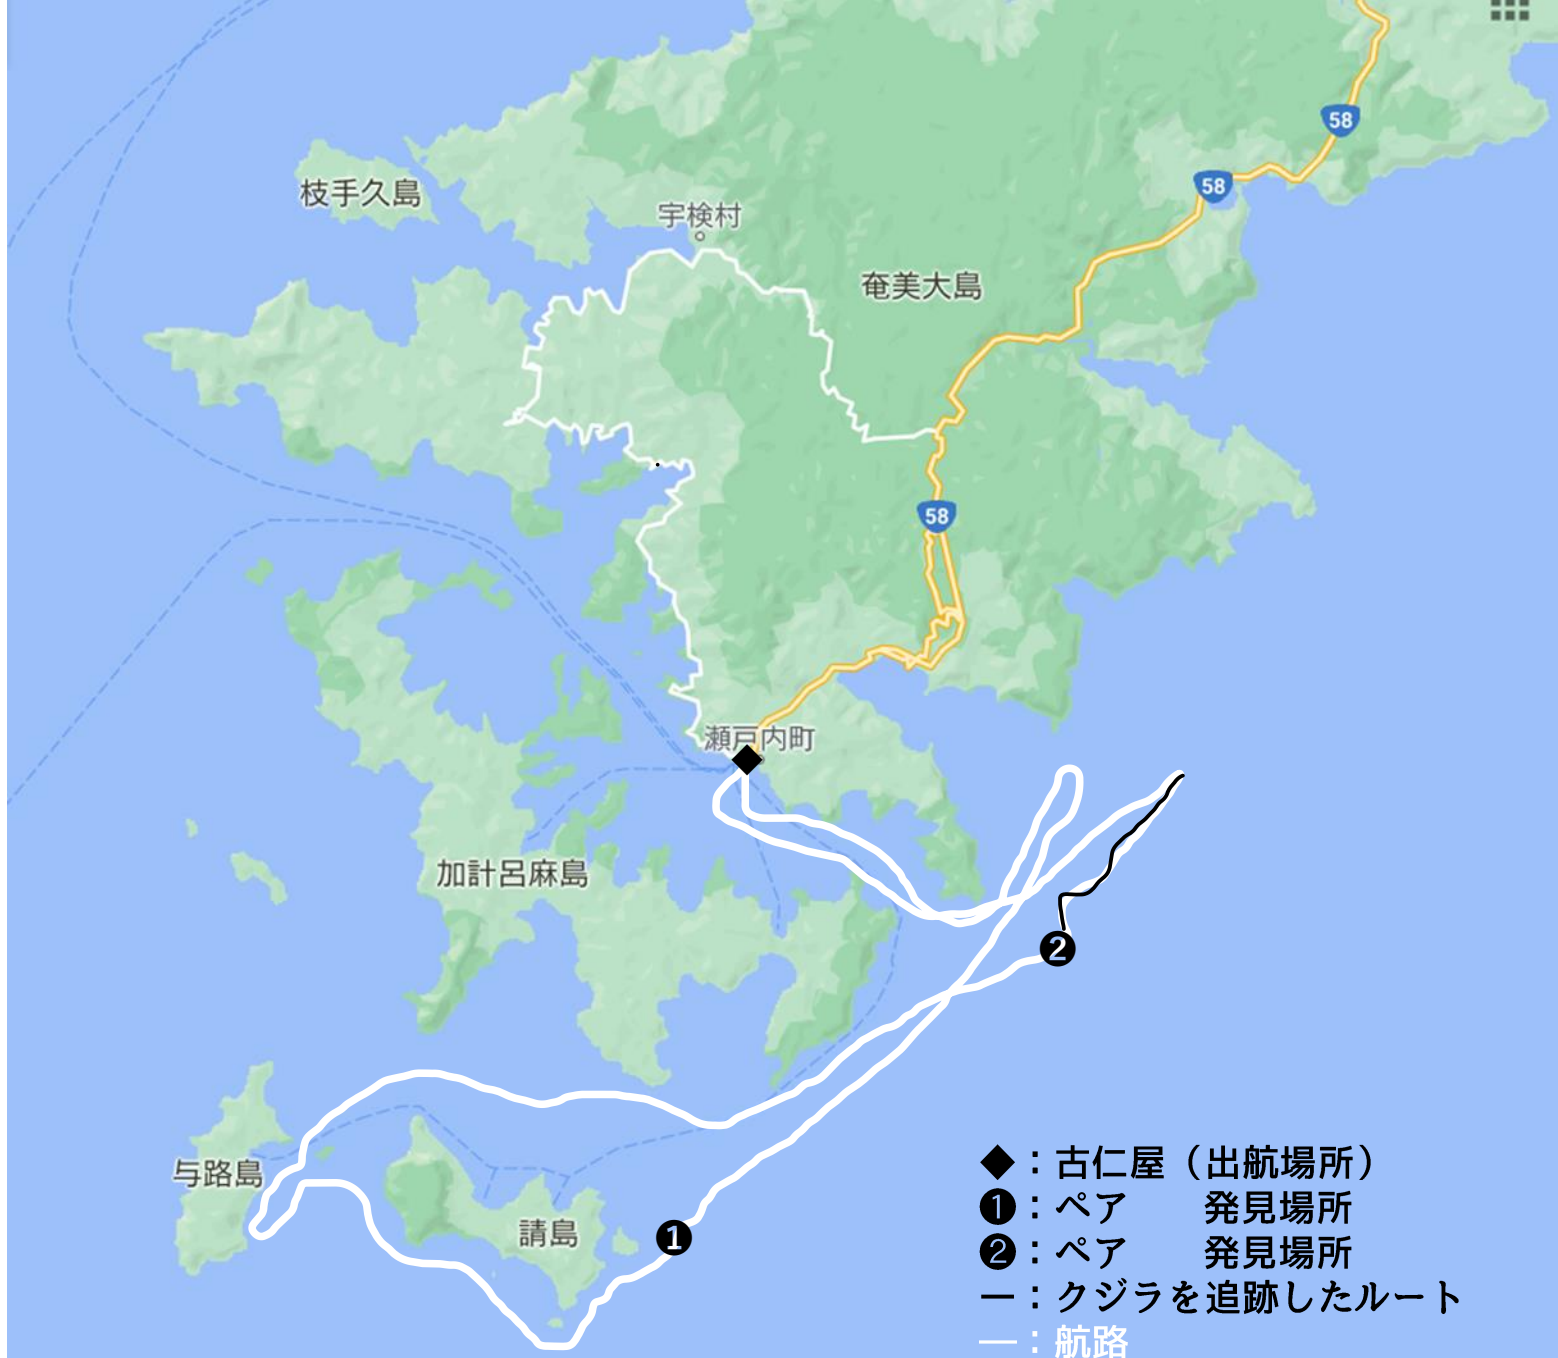 58
58
枝手久島
宇検村
奄美大島
58
瀬戸内町
加計呂麻島
2
与路島
請島
1
◆：古仁屋（出航場所）
❶：ペア　　発見場所
❷：ペア　　発見場所
ー：クジラを追跡したルート
―：航路